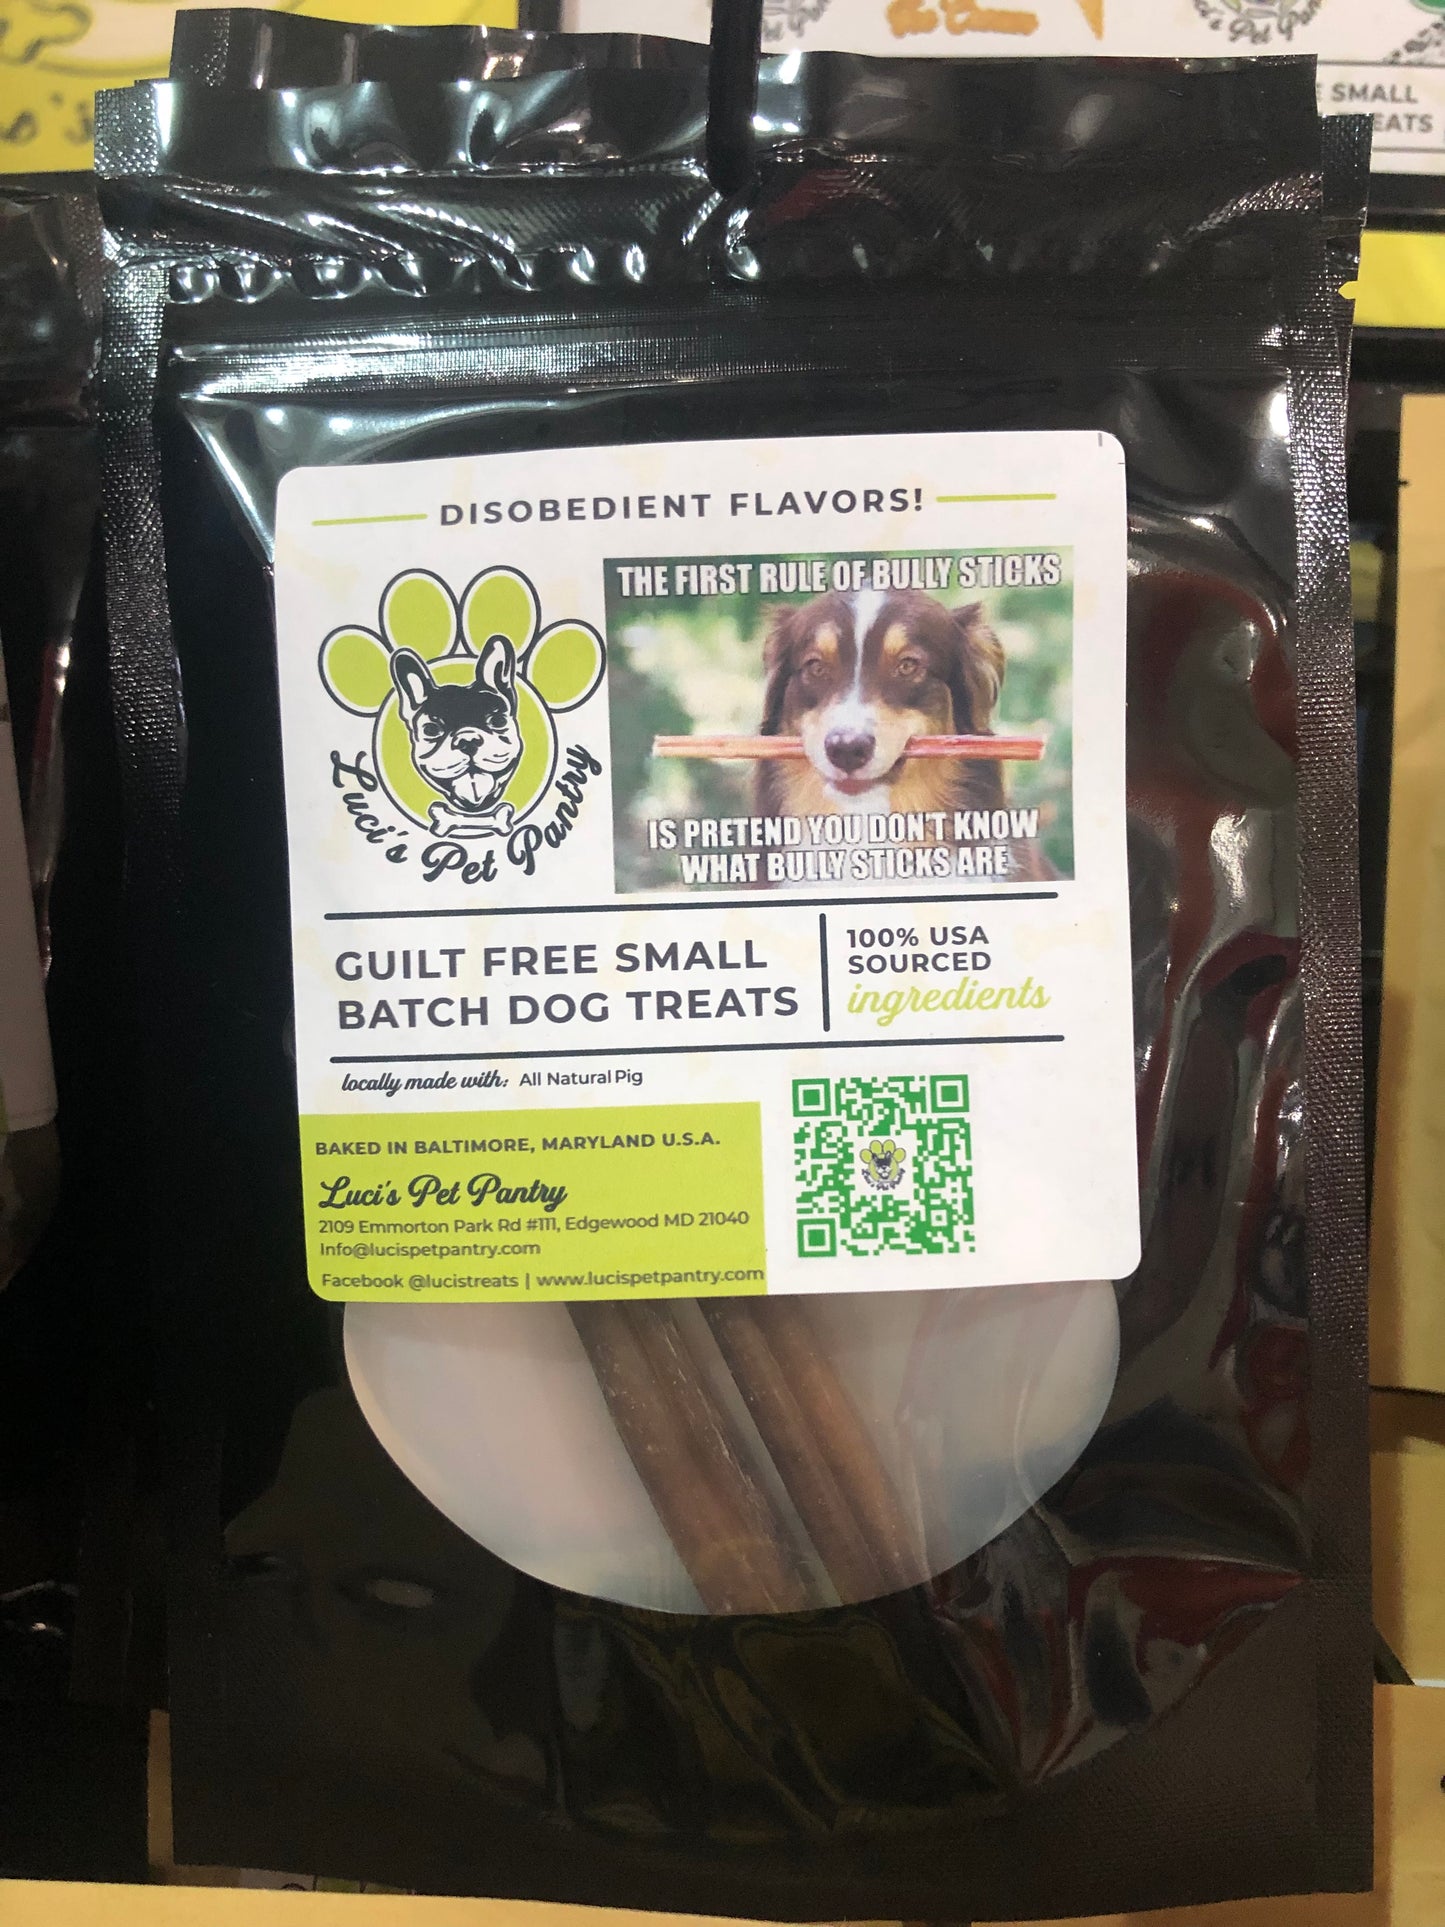 SMALL
EATS
DISOBEDIENT FLAVORS!
THE FIRST RULE OF BULLY STICKS
IS PRETEND YOU DON'T KNOW
WHAT BULLY STICKS ARE
Luci's Pet Pantry
GUILT FREE SMALL
BATCH DOG TREATS
100% USA
SOURCED
ingredients
locally made with: All Natural Pig
BAKED IN BALTIMORE, MARYLAND U.S.A.
Luci's Pet Pantry
2109 Emmorton Park Rd #111, Edgewood MD 21040
Info@lucispetpantry.com
Facebook @lucistreats | www.lucispetpantry.com